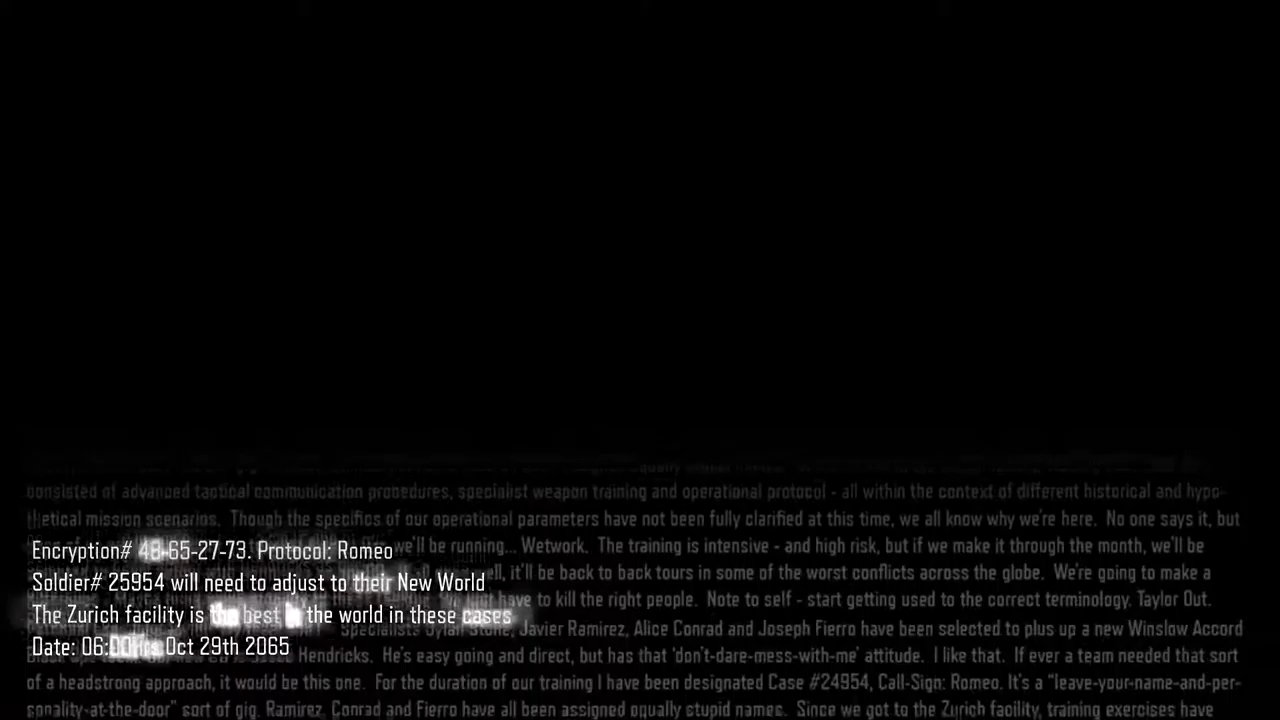 consisted of advanced tactical communication procedures, specialist weapon training and operational protocol - all within the context of different historical and hypo-
thetical mission scenarios. Though the specifics of our operational parameters have not been fully clarified at this time, we all know why we're here. No one says it, but
we'll be running... Wetwork. The training is intensive - and high risk, but if we make it through the month, we'll be
Encryption# 48-65-27-73. Protocol: Romeo
it'll be back to back tours in some of the worst conflicts across the globe. We're going to make a
Soldier# 25954 will need to adjust to their New World
have to kill the right people. Note to self - start getting used to the correct terminology. Taylor Out.
The Zurich facility is the best in the world in these cases
Specialists Dylan Stone, Javier Ramirez, Alice Conrad and Joseph Fierro have been selected to plus up a new Winslow Accord
Date: 06:00hrs Oct 29th 2065
Hendricks. He's easy going and direct, but has that 'don't-dare-mess-with-me' attitude. I like that. If ever a team needed that sort
of a headstrong approach, it would be this one. For the duration of our training I have been designated Case #24954, Call-Sign: Romeo. It's a "leave-your-name-and-per-
sonality-at-the-door" sort of gig. Ramirez, Conrad and Fierro have all been assigned equally stupid names. Since we got to the Zurich facility, training exercises have